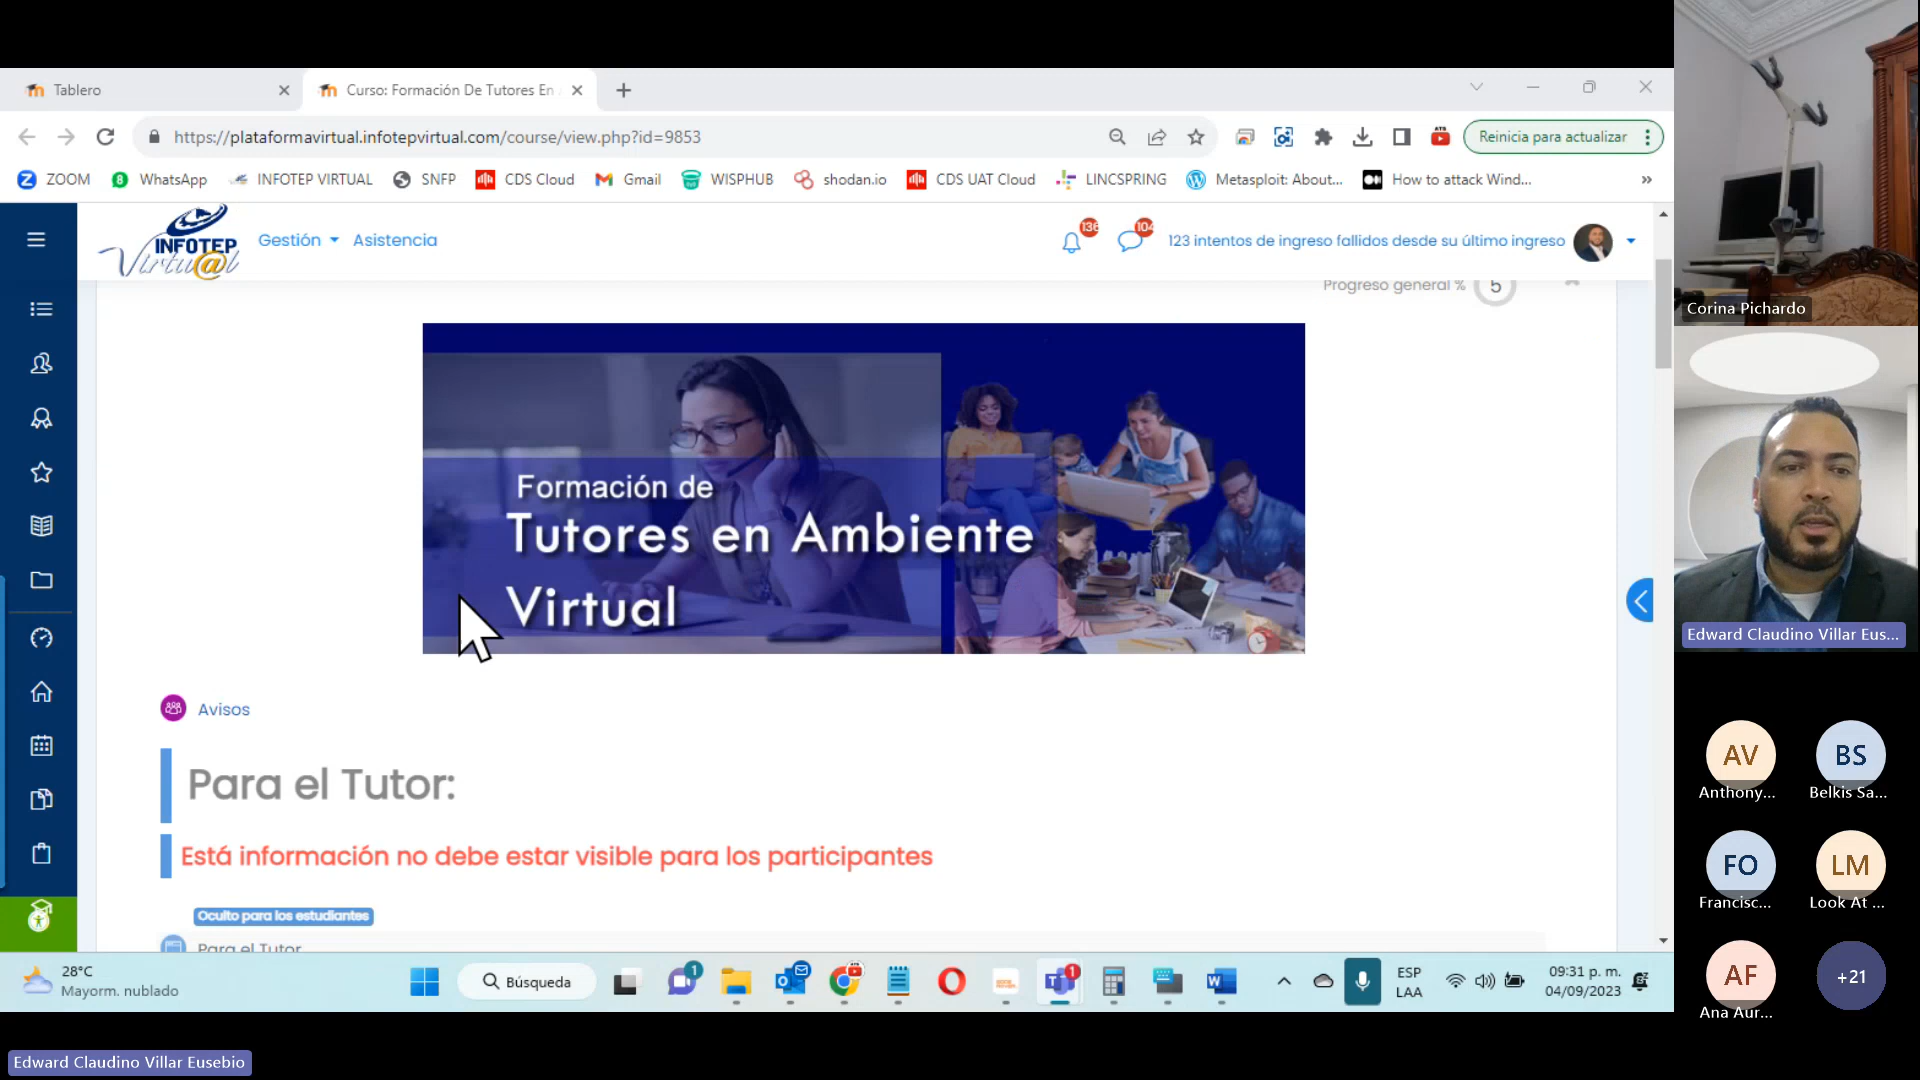 Tablero
Curso: Formación De Tutores En
https://plataformavirtual.infotepvirtual.com/course/view.php?id=9853
Reinicia para actualizar
ZOOM
WhatsApp
INFOTEP VIRTUAL
SNFP
CDS Cloud
Gmail
WISPHUB
shodan.io
CDS UAT Cloud
LINCSPRING
Metasploit: About...
How to attack Wind...
»
INFOTEP
Virtu@l
Gestión
Asistencia
136
104
123 intentos de ingreso fallidos desde su último ingreso
Progreso general %
5
Formación de
Tutores en Ambiente
Virtual
Avisos
Para el Tutor:
Está información no debe estar visible para los participantes
Oculto para los estudiantes
Para el Tutor
28°C
Mayorm. nublado
Búsqueda
1
1
ESP
LAA
09:31 p. m.
04/09/2023
Edward Claudino Villar Eusebio
Corina Pichardo
Edward Claudino Villar Eus...
AV
Anthony...
BS
Belkis Sa...
FO
Francisc...
LM
Look At ...
AF
Ana Aur...
+21